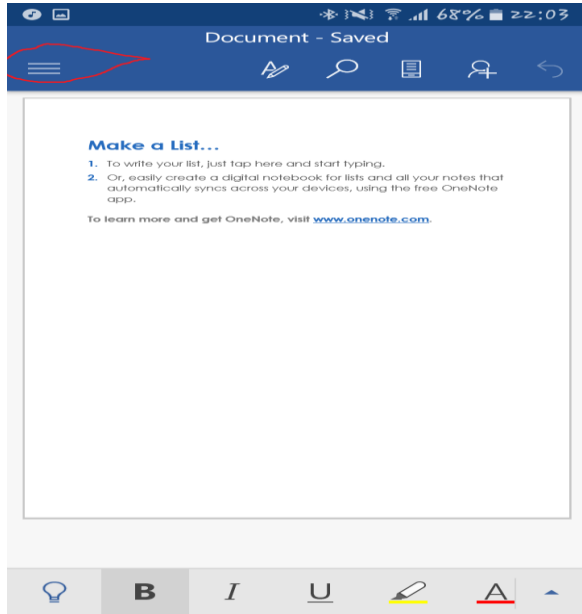 68% 22:03
Document - Saved
Make a List...
1. To write your list, just tap here and start typing.
2. Or, easily create a digital notebook for lists and all your notes that
automatically syncs across your devices, using the free OneNote
app.
To learn more and get OneNote, visit www.onenote.com.
B I U A